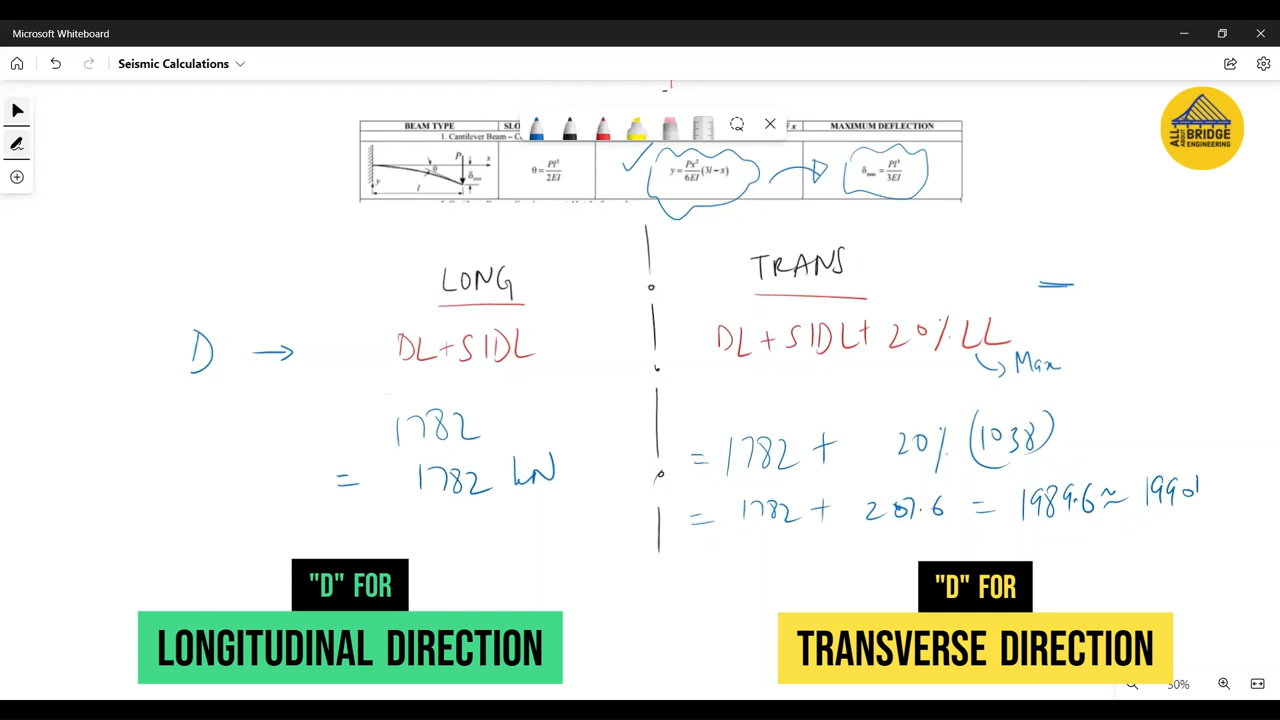 Microsoft Whiteboard
Seismic Calculations
ALL ABOUT BRIDGE ENGINEERING
BEAM TYPE SLO x MAXIMUM DEFLECTION
1. Cantilever Beam – C
P x θ δmax y l
θ = Pl²/2EI y = Px²/6EI (3l − x) δmax = Pl³/3EI
LONG TRANS
D → DL+SIDL DL+SIDL+ 20% LL
↳ Max
1782 = 1782 + 20% (1038)
= 1782 kN = 1782 + 207.6 = 1989.6 ≈ 1990
"D" FOR "D" FOR
LONGITUDINAL DIRECTION TRANSVERSE DIRECTION